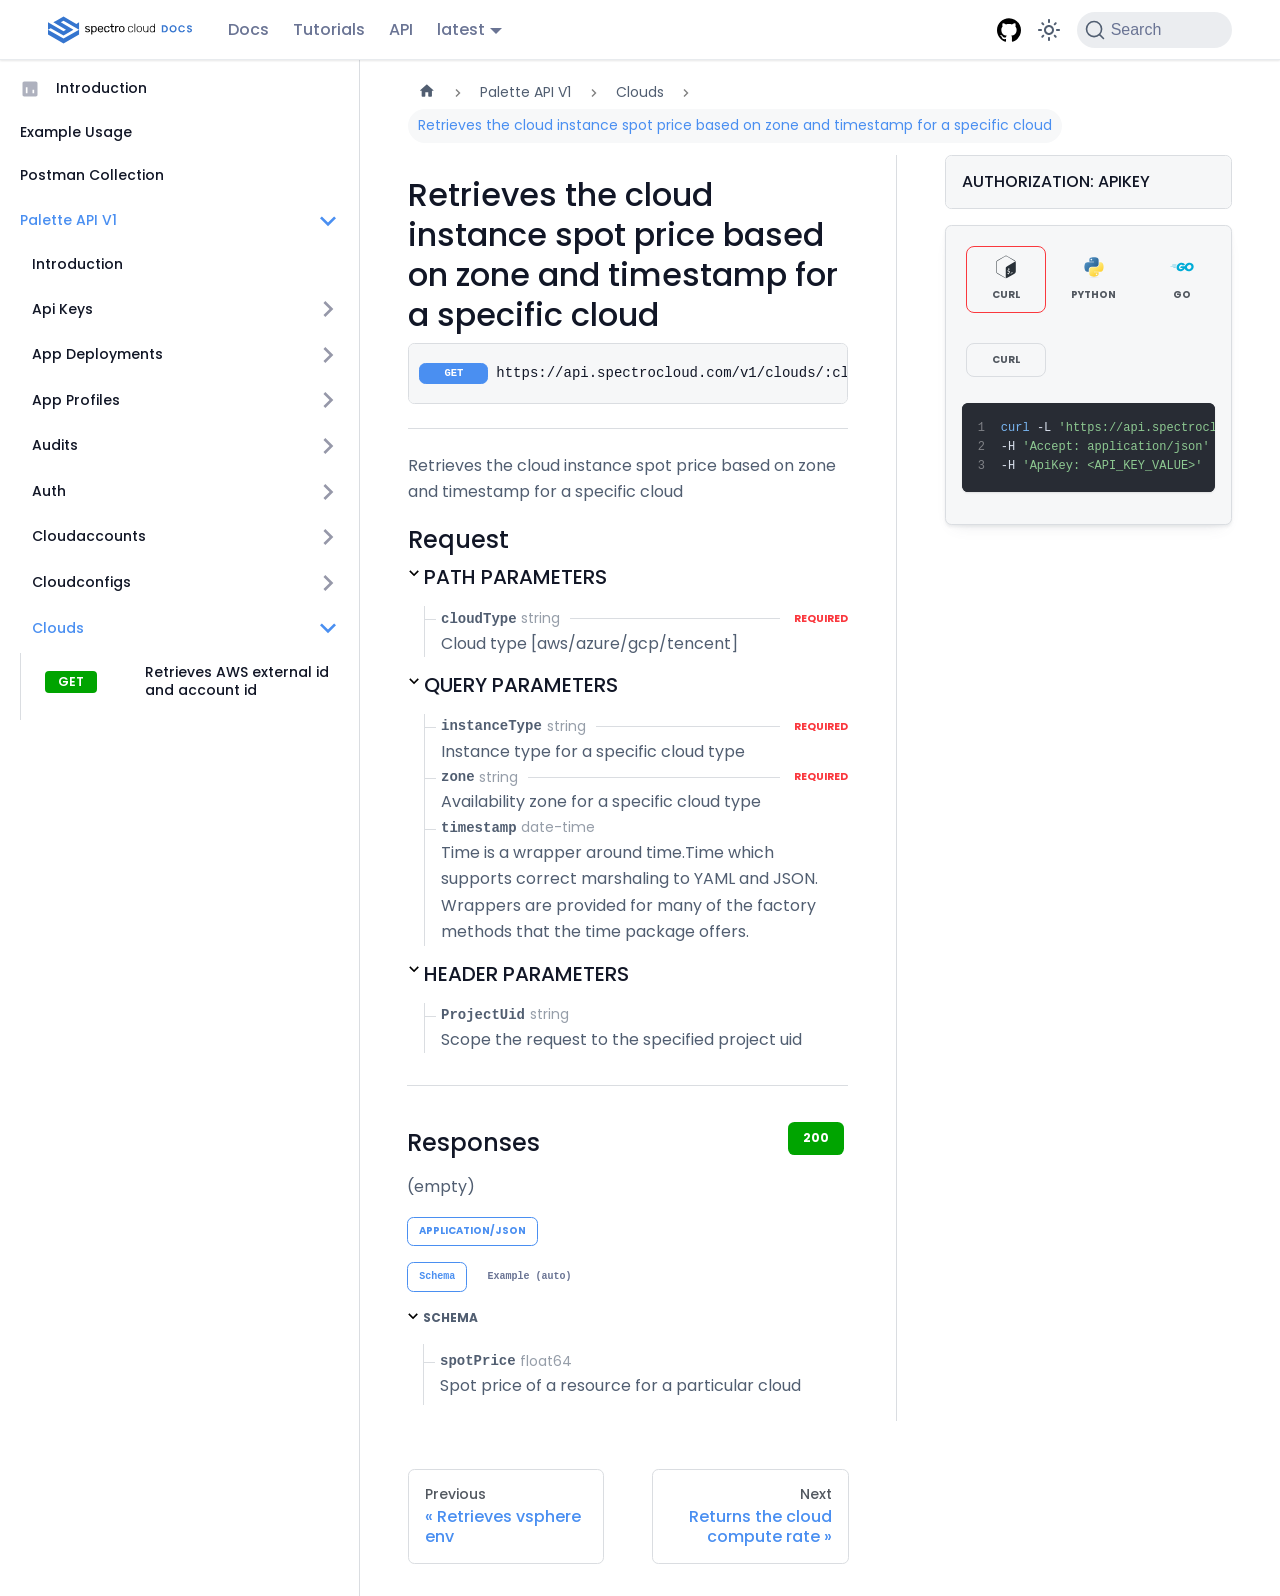 spectro cloud DOCS
Docs
Tutorials
API
latest
Search
Introduction
Example Usage
Postman Collection
Palette API V1
Introduction
Api Keys
App Deployments
App Profiles
Audits
Auth
Cloudaccounts
Cloudconfigs
Clouds
GET
Retrieves AWS external id
and account id
Palette API V1
Clouds
Retrieves the cloud instance spot price based on zone and timestamp for a specific cloud
Retrieves the cloud
instance spot price based
on zone and timestamp for
a specific cloud
GET https://api.spectrocloud.com/v1/clouds/:cl
Retrieves the cloud instance spot price based on zone
and timestamp for a specific cloud
Request
PATH PARAMETERS
cloudType string REQUIRED
Cloud type [aws/azure/gcp/tencent]
QUERY PARAMETERS
instanceType string REQUIRED
Instance type for a specific cloud type
zone string REQUIRED
Availability zone for a specific cloud type
timestamp date-time
Time is a wrapper around time.Time which
supports correct marshaling to YAML and JSON.
Wrappers are provided for many of the factory
methods that the time package offers.
HEADER PARAMETERS
ProjectUid string
Scope the request to the specified project uid
Responses
200
(empty)
APPLICATION/JSON
Schema
Example (auto)
SCHEMA
spotPrice float64
Spot price of a resource for a particular cloud
Previous
« Retrieves vsphere
env
Next
Returns the cloud
compute rate »
AUTHORIZATION: APIKEY
CURL
PYTHON
GO
CURL
1 curl -L 'https://api.spectrocl
2 -H 'Accept: application/json'
3 -H 'ApiKey: <API_KEY_VALUE>'